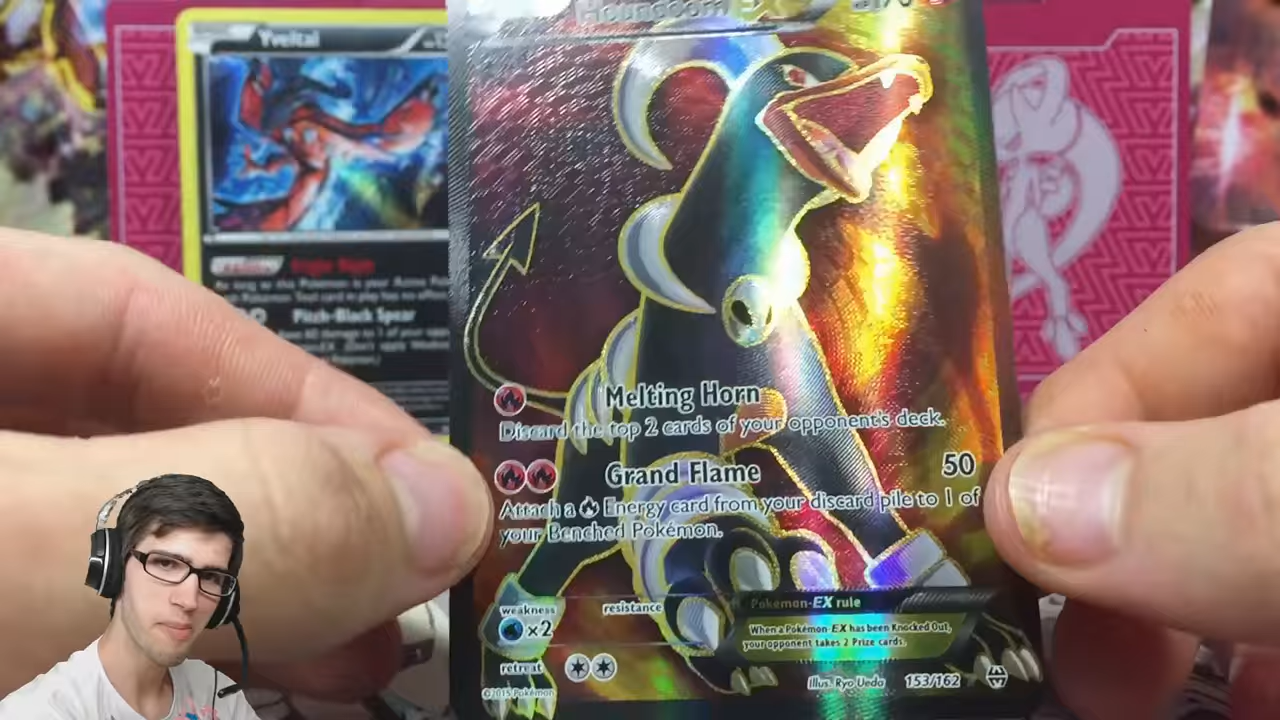 Yveltal
Houndoom EX
Pitch-Black Spear
Melting Horn
Discard the top 2 cards of your opponent's deck.
Grand Flame 50
Attach a Energy card from your discard pile to 1 of
your Benched Pokémon.
weakness resistance
×2
Pokémon-EX rule
When a Pokémon-EX has been Knocked Out,
your opponent takes 2 Prize cards.
retreat
©2015 Pokémon
Illus. Ryo Ueda 153/162